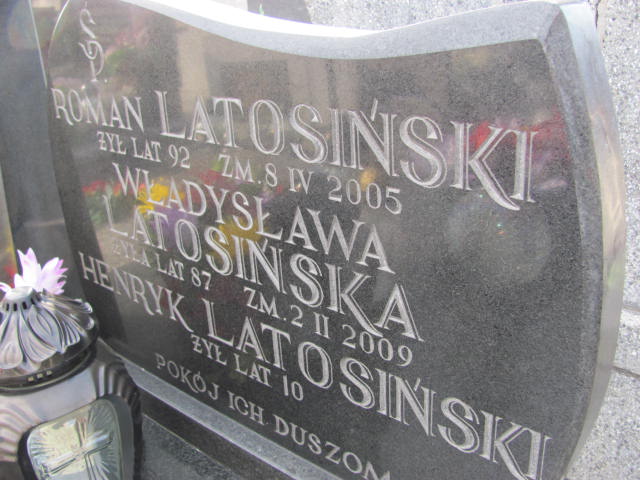 Ś.P.
ROMAN LATOSIŃSKI
ŻYŁ LAT 92 ZM. 8 IV 2005
WŁADYSŁAWA
LATOSIŃSKA
ŻYŁA LAT 87 ZM. 2 II 2009
HENRYK LATOSIŃSKI
ŻYŁ LAT 10
POKÓJ ICH DUSZOM